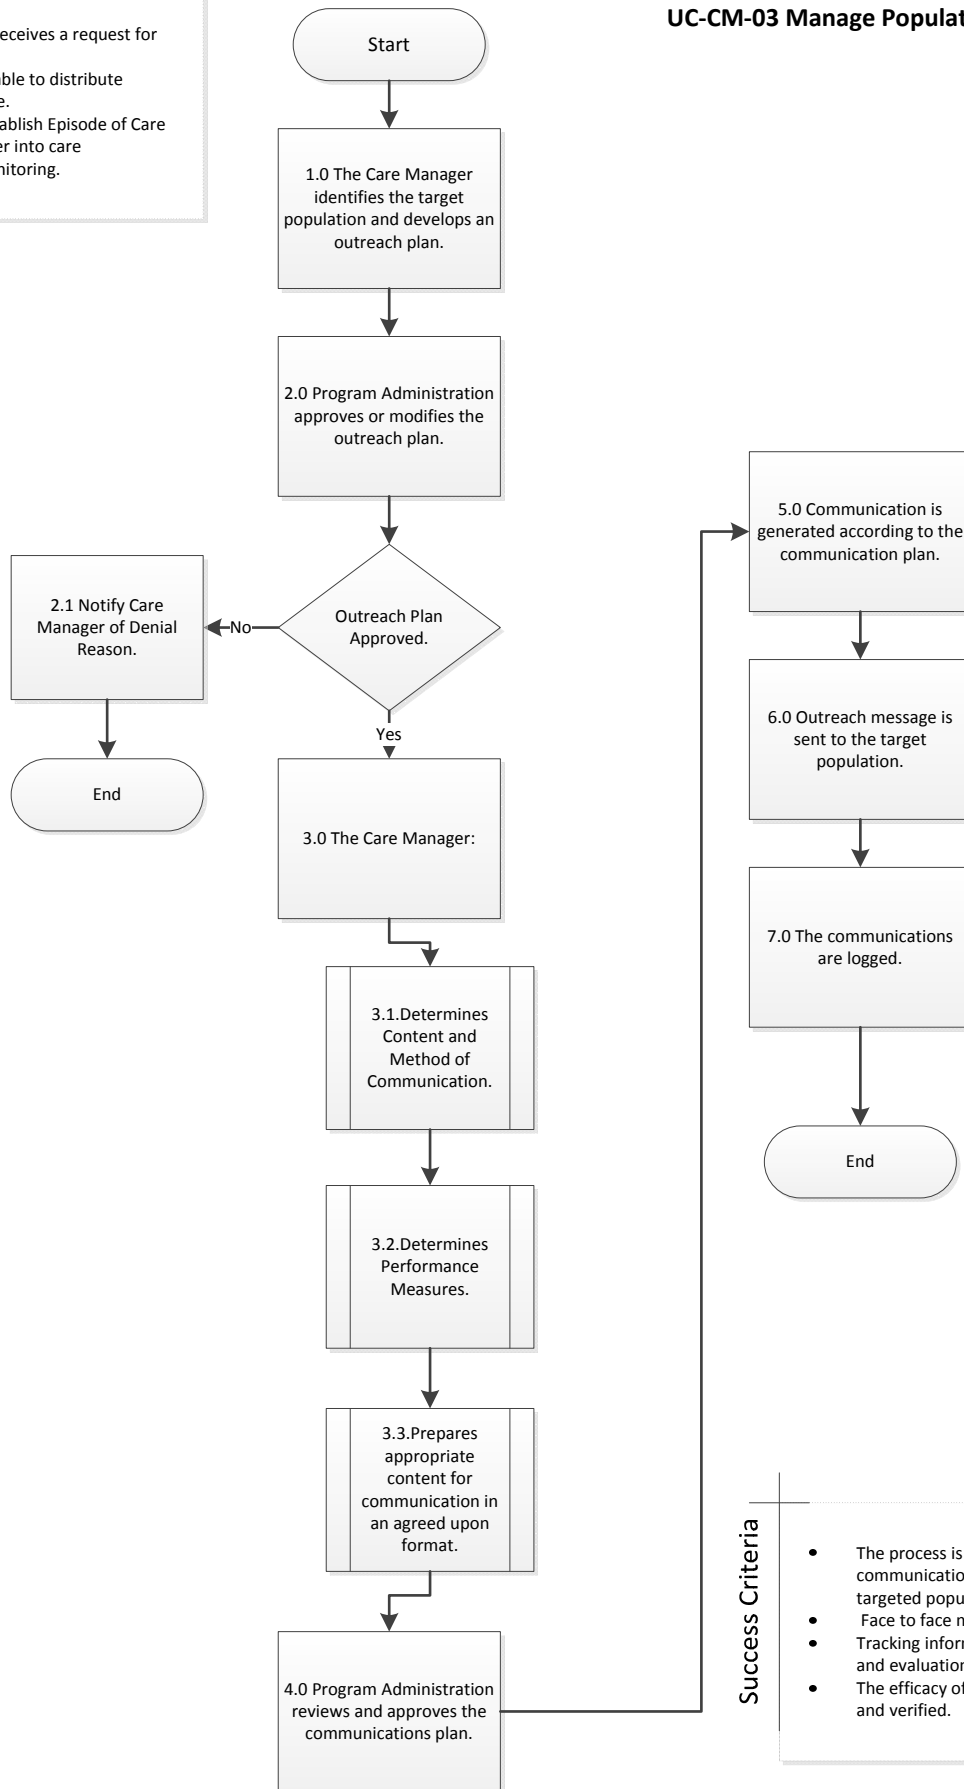 UC-CM-03 Manage
eceives a request for
able to distribute
e.
ablish Episode of Care
er into care
nitoring.
Start
1.0 The Care Manager
identifies the target
population and develops an
outreach plan.
2.0 Program Administration
approves or modifies the
outreach plan.
Outreach Plan
Approved.
No
2.1 Notify Care
Manager of Denial
Reason.
End
Yes
3.0 The Care Manager:
3.1.Determines
Content and
Method of
Communication.
3.2.Determines
Performance
Measures.
3.3.Prepares
appropriate
content for
communication in
an agreed upon
format.
4.0 Program Administration
reviews and approves the
communications plan.
5.0 Communication is
generated according to the
communication plan.
6.0 Outreach message is
sent to the target
population.
7.0 The communications
are logged.
End
Success Criteria
• The process is
communicatio
targeted popu
• Face to face
• Tracking infor
and evaluation
• The efficacy of
and verified.